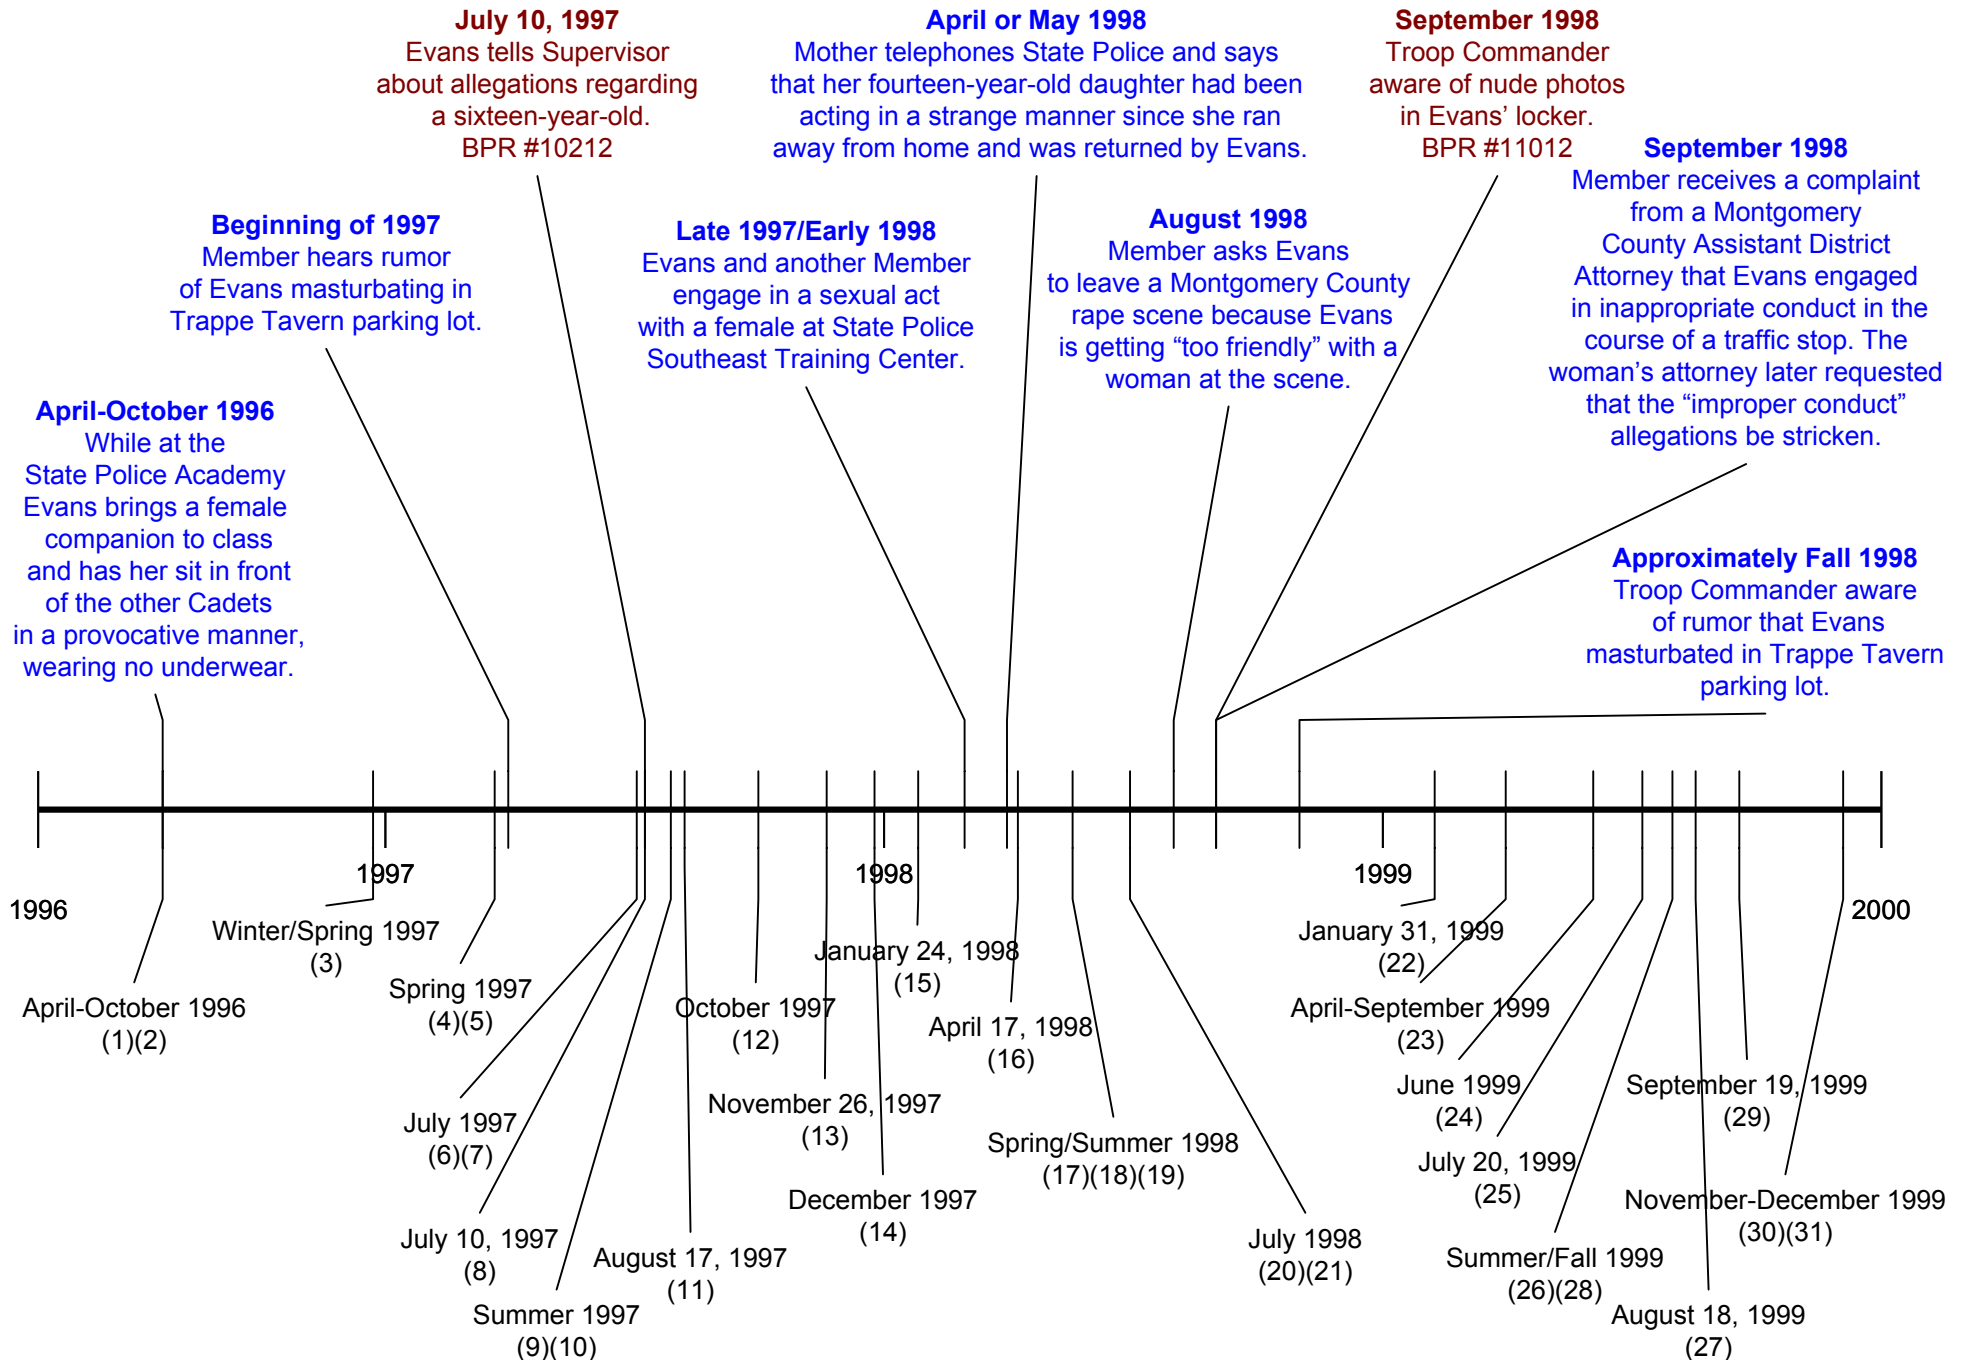 July 10, 1997
Evans tells Supervisor
about allegations regarding
a sixteen-year-old.
BPR #10212
April or May 1998
Mother telephones State Police and says
that her fourteen-year-old daughter had been
acting in a strange manner since she ran
away from home and was returned by Evans.
September 1998
Troop Commander
aware of nude photos
in Evans' locker.
BPR #11012
September 1998
Member receives a complaint
from a Montgomery
County Assistant District
Attorney that Evans engaged
in inappropriate conduct in the
course of a traffic stop. The
woman's attorney later requested
that the “improper conduct”
allegations be stricken.
Beginning of 1997
Member hears rumor
of Evans masturbating in
Trappe Tavern parking lot.
Late 1997/Early 1998
Evans and another Member
engage in a sexual act
with a female at State Police
Southeast Training Center.
August 1998
Member asks Evans
to leave a Montgomery County
rape scene because Evans
is getting “too friendly” with a
woman at the scene.
April-October 1996
While at the
State Police Academy
Evans brings a female
companion to class
and has her sit in front
of the other Cadets
in a provocative manner,
wearing no underwear.
Approximately Fall 1998
Troop Commander aware
of rumor that Evans
masturbated in Trappe Tavern
parking lot.
1996
1997
1998
1999
2000
April-October 1996
(1)(2)
Winter/Spring 1997
(3)
Spring 1997
(4)(5)
July 1997
(6)(7)
July 10, 1997
(8)
Summer 1997
(9)(10)
August 17, 1997
(11)
October 1997
(12)
November 26, 1997
(13)
December 1997
(14)
January 24, 1998
(15)
April 17, 1998
(16)
Spring/Summer 1998
(17)(18)(19)
July 1998
(20)(21)
January 31, 1999
(22)
April-September 1999
(23)
June 1999
(24)
July 20, 1999
(25)
Summer/Fall 1999
(26)(28)
August 18, 1999
(27)
September 19, 1999
(29)
November-December 1999
(30)(31)